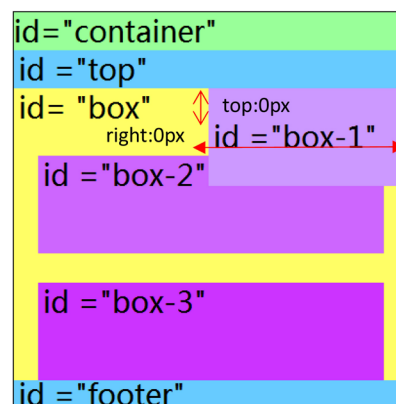 id="container"
id ="top"
id= "box"
top:0px
right:0px
id ="box-1"
id ="box-2"
id ="box-3"
id ="footer"